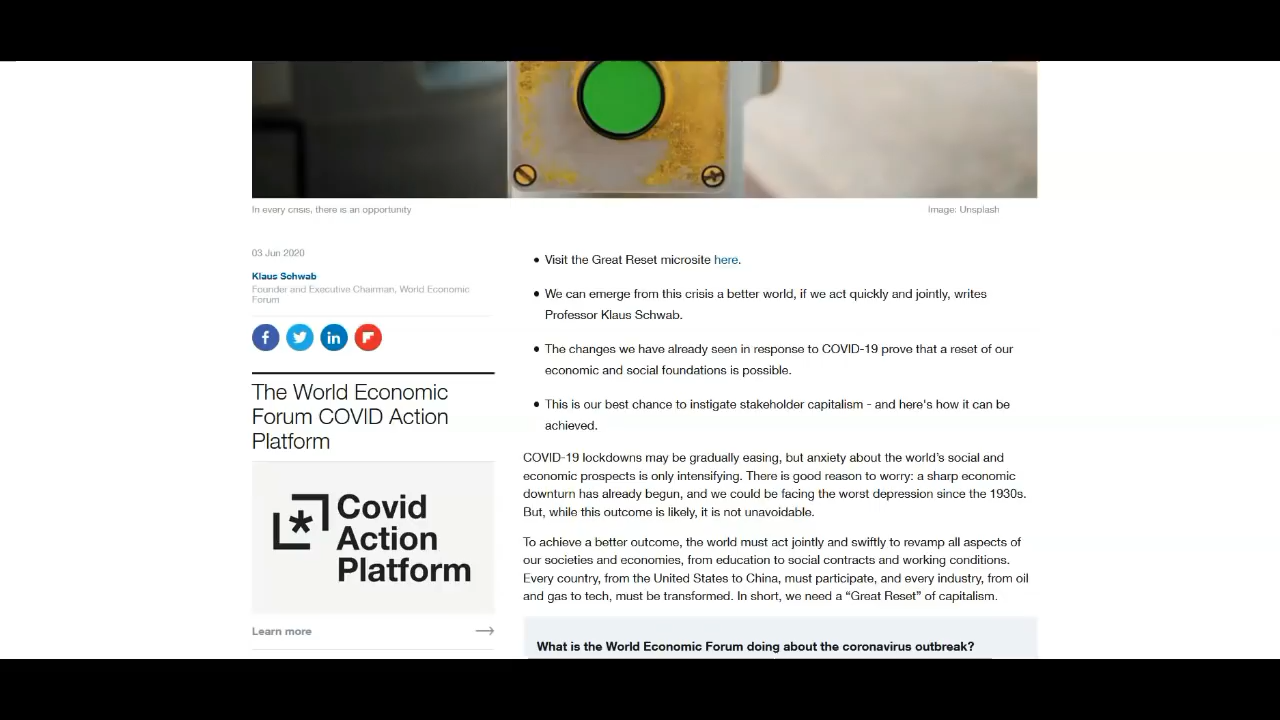 In every crisis, there is an opportunity
Image: Unsplash
03 Jun 2020
Klaus Schwab
Founder and Executive Chairman, World Economic
Forum
The World Economic
Forum COVID Action
Platform
Covid
Action
Platform
Learn more
• Visit the Great Reset microsite here.
• We can emerge from this crisis a better world, if we act quickly and jointly, writes
Professor Klaus Schwab.
• The changes we have already seen in response to COVID-19 prove that a reset of our
economic and social foundations is possible.
• This is our best chance to instigate stakeholder capitalism - and here's how it can be
achieved.
COVID-19 lockdowns may be gradually easing, but anxiety about the world's social and
economic prospects is only intensifying. There is good reason to worry: a sharp economic
downturn has already begun, and we could be facing the worst depression since the 1930s.
But, while this outcome is likely, it is not unavoidable.
To achieve a better outcome, the world must act jointly and swiftly to revamp all aspects of
our societies and economies, from education to social contracts and working conditions.
Every country, from the United States to China, must participate, and every industry, from oil
and gas to tech, must be transformed. In short, we need a “Great Reset” of capitalism.
What is the World Economic Forum doing about the coronavirus outbreak?